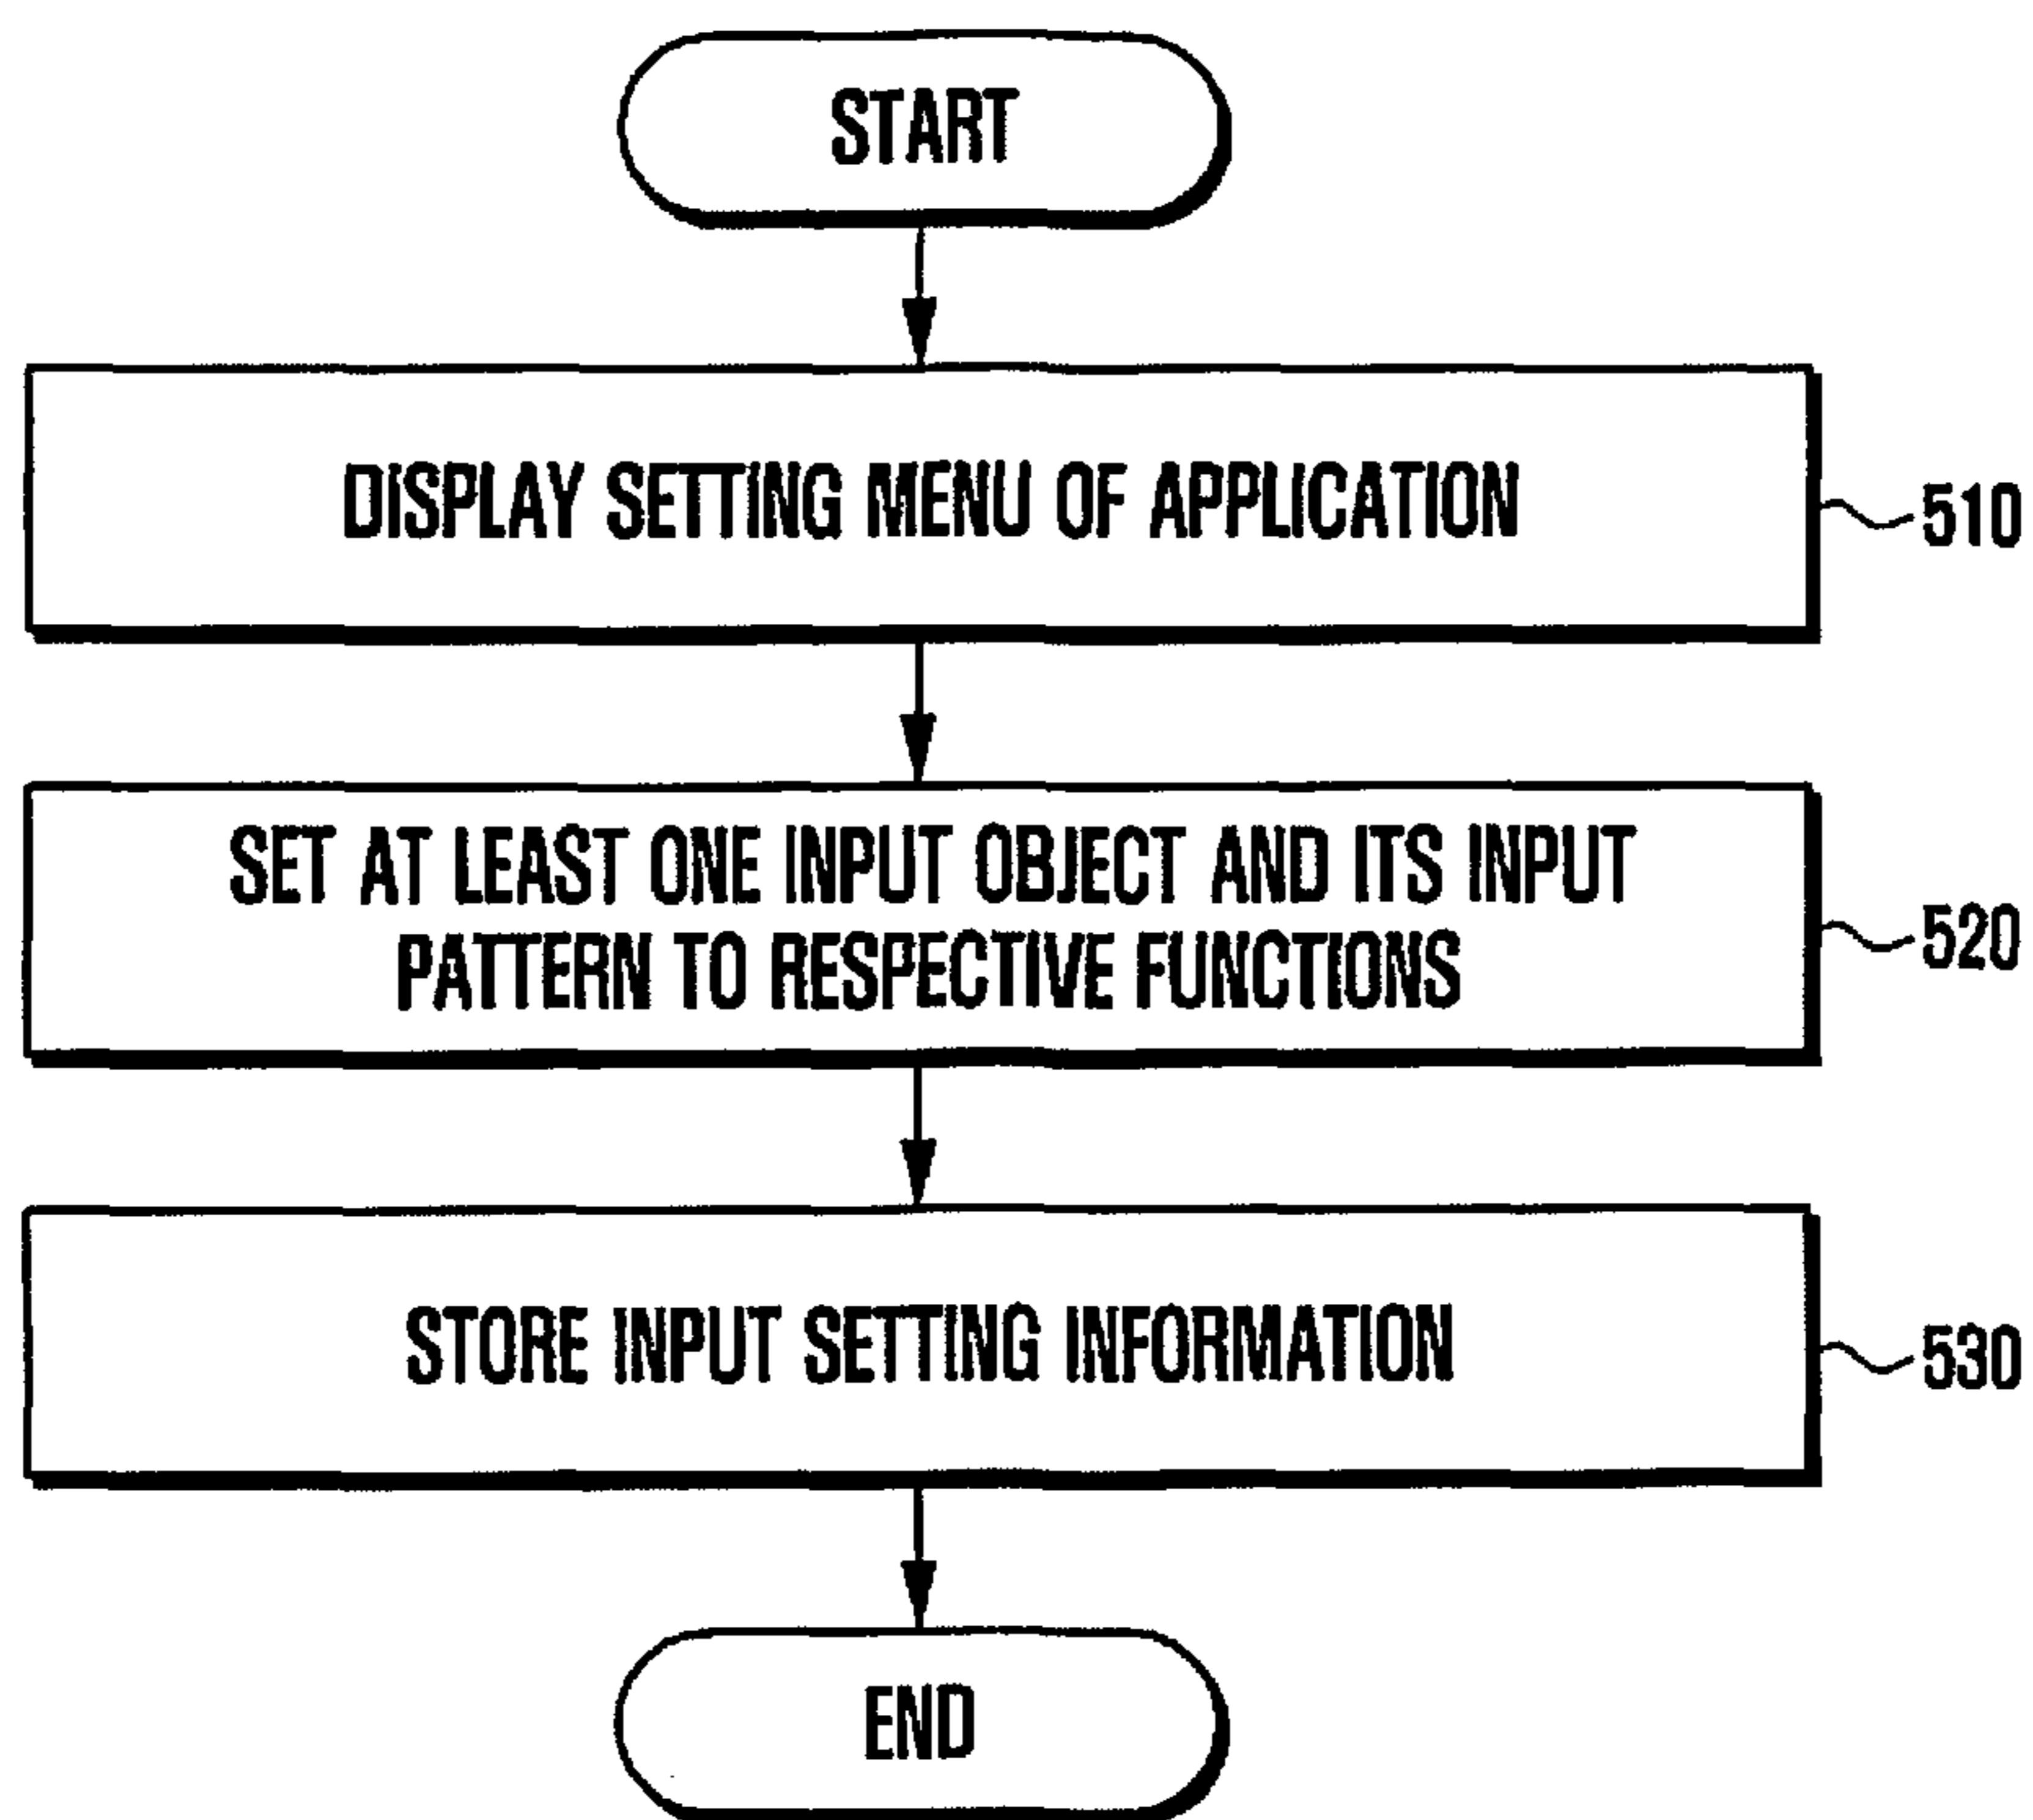 START
DISPLAY SETTING MENU OF APPLICATION
510
SET AT LEAST ONE INPUT OBJECT AND ITS INPUT
PATTERN TO RESPECTIVE FUNCTIONS
520
STORE INPUT SETTING INFORMATION
530
END